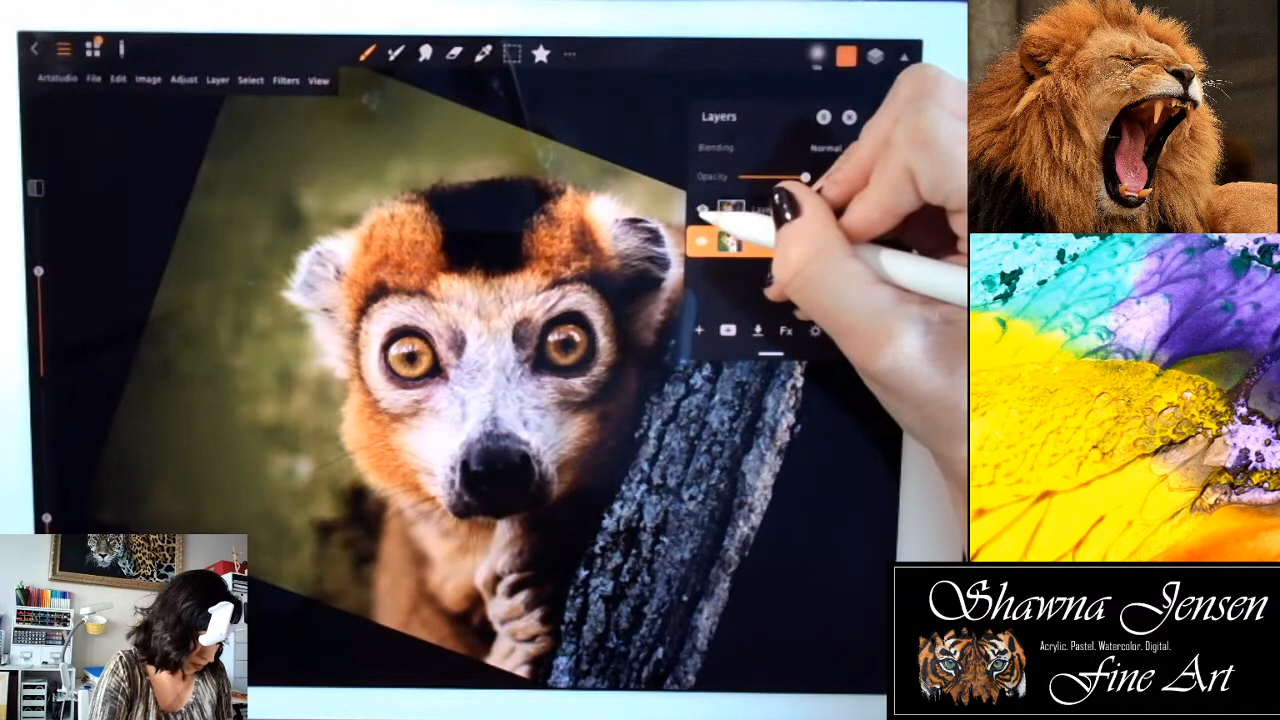 Artstudio File Edit Image Adjust Layer Select Filters View
Layers
Blending Normal
Opacity
Fx
Shawna Jensen
Acrylic. Pastel. Watercolor. Digital.
Fine Art